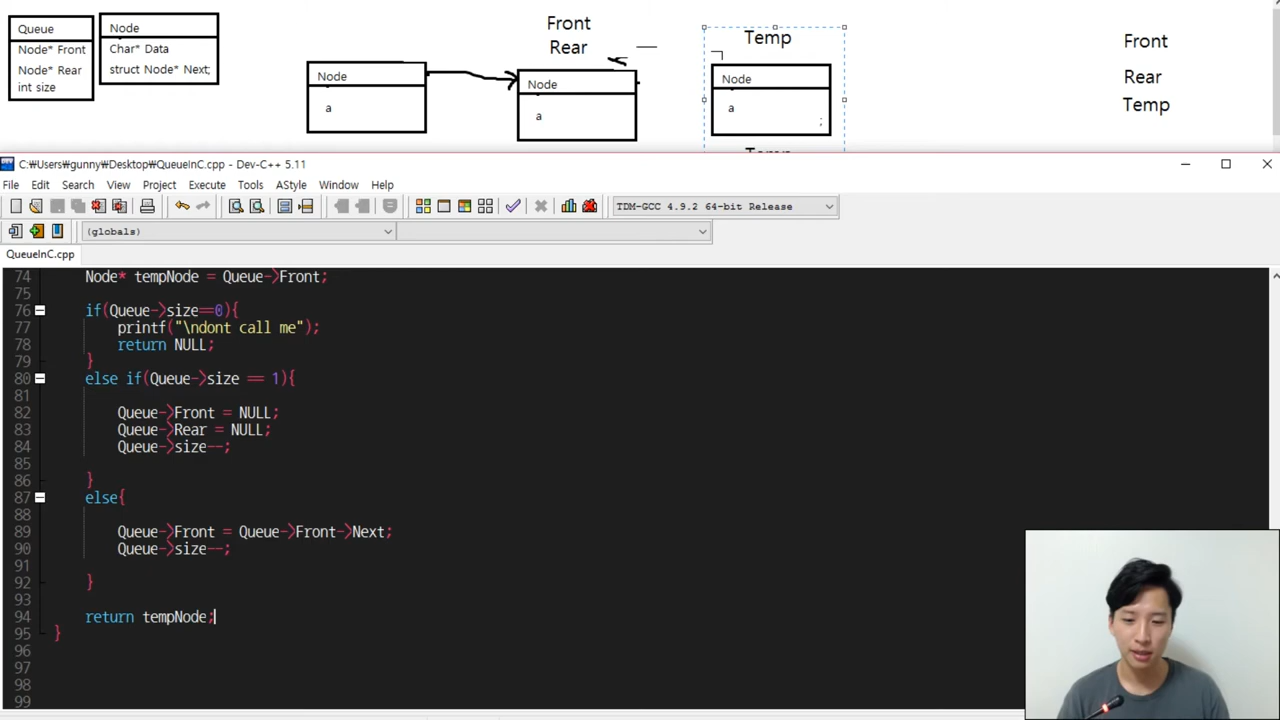 Queue
Node* Front
Node* Rear
int size
Node
Char* Data
struct Node* Next;
Node
a
Front
Rear
Node
a
Temp
Node
a
;
Front
Rear
Temp
C:₩Users₩gunny₩Desktop₩QueueInC.cpp - Dev-C++ 5.11
File Edit Search View Project Execute Tools AStyle Window Help
TDM-GCC 4.9.2 64-bit Release
(globals)
QueueInC.cpp
74 Node* tempNode = Queue->Front;
75
76 if(Queue->size==0){
77 printf("\ndont call me");
78 return NULL;
79 }
80 else if(Queue->size == 1){
81
82 Queue->Front = NULL;
83 Queue->Rear = NULL;
84 Queue->size--;
85
86 }
87 else{
88
89 Queue->Front = Queue->Front->Next;
90 Queue->size--;
91
92 }
93
94 return tempNode;
95 }
96
97
98
99